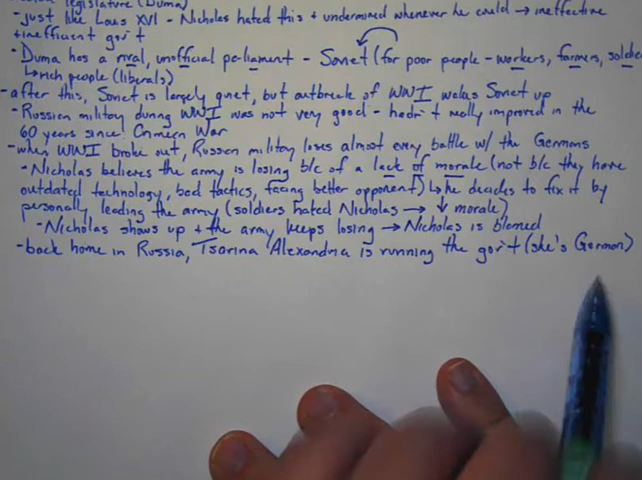 legislature (Duma)
-just like Louis XVI - Nicholas hated this + undermined whenever he could → ineffective
+inefficient gov't
-Duma has a rival, unofficial parliament - Soviet (for poor people - workers, farmers, soldie
↳rich people (liberals)
-after this, Soviet is largely quiet, but outbreak of WWI wakes Soviet up
-Russian military during WWI was not very good - hadn't really improved in the
60 years since Crimean War
-when WWI broke out, Russian military loses almost every battle w/ the Germans
-Nicholas believes the army is losing b/c of a lack of morale (not b/c they have
outdated technology, bad tactics, facing better opponent) ↳he decides to fix it by
personally leading the army (soldiers hated Nicholas → ↓ morale)
-Nicholas shows up + the army keeps losing → Nicholas is blamed
-back home in Russia, Tsarina Alexandria is running the gov't (she's German)